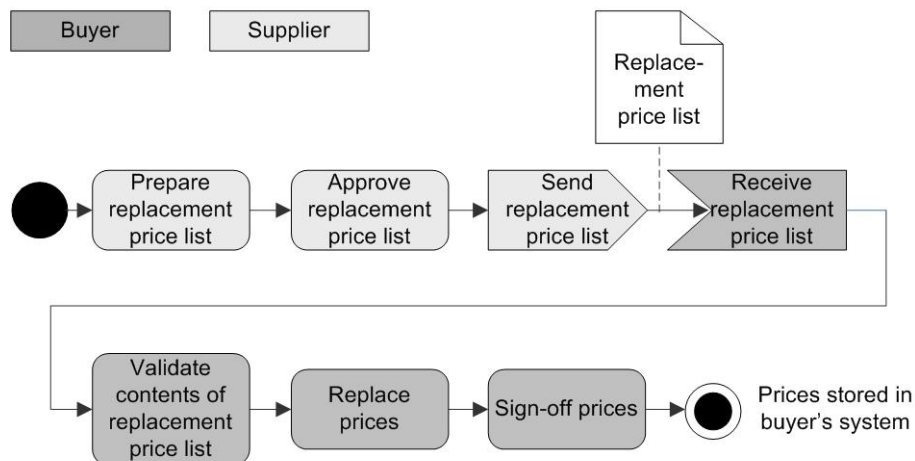 Buyer
Supplier
Replace-
ment
price list
Prepare
replacement
price list
Approve
replacement
price list
Send
replacement
price list
Receive
replacement
price list
Validate
contents of
replacement
price list
Replace
prices
Sign-off prices
Prices stored in
buyer's system